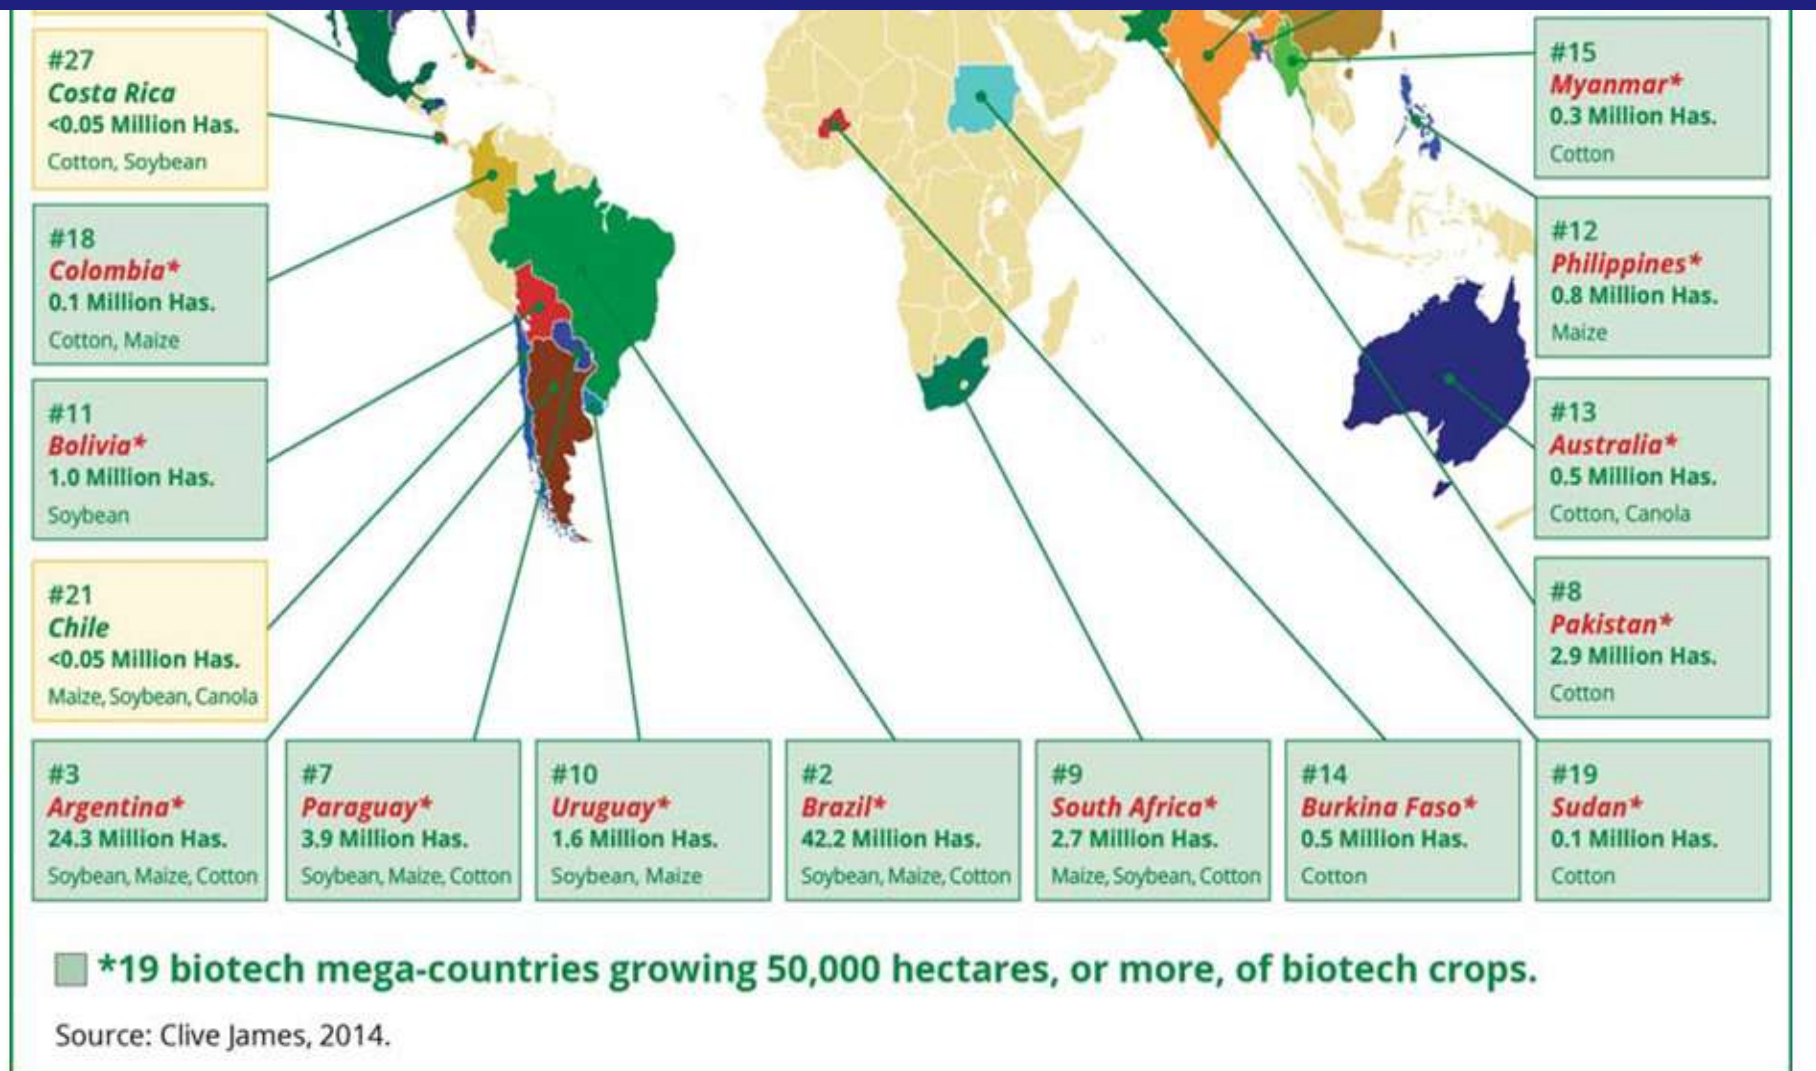 #27
Costa Rica
<0.05 Million Has.
Cotton, Soybean
#18
Colombia*
0.1 Million Has.
Cotton, Maize
#11
Bolivia*
1.0 Million Has.
Soybean
#21
Chile
<0.05 Million Has.
Maize, Soybean, Canola
#15
Myanmar*
0.3 Million Has.
Cotton
#12
Philippines*
0.8 Million Has.
Maize
#13
Australia*
0.5 Million Has.
Cotton, Canola
#8
Pakistan*
2.9 Million Has.
Cotton
#3
Argentina*
24.3 Million Has.
Soybean, Maize, Cotton
#7
Paraguay*
3.9 Million Has.
Soybean, Maize, Cotton
#10
Uruguay*
1.6 Million Has.
Soybean, Maize
#2
Brazil*
42.2 Million Has.
Soybean, Maize, Cotton
#9
South Africa*
2.7 Million Has.
Maize, Soybean, Cotton
#14
Burkina Faso*
0.5 Million Has.
Cotton
#19
Sudan*
0.1 Million Has.
Cotton
*19 biotech mega-countries growing 50,000 hectares, or more, of biotech crops.
Source: Clive James, 2014.